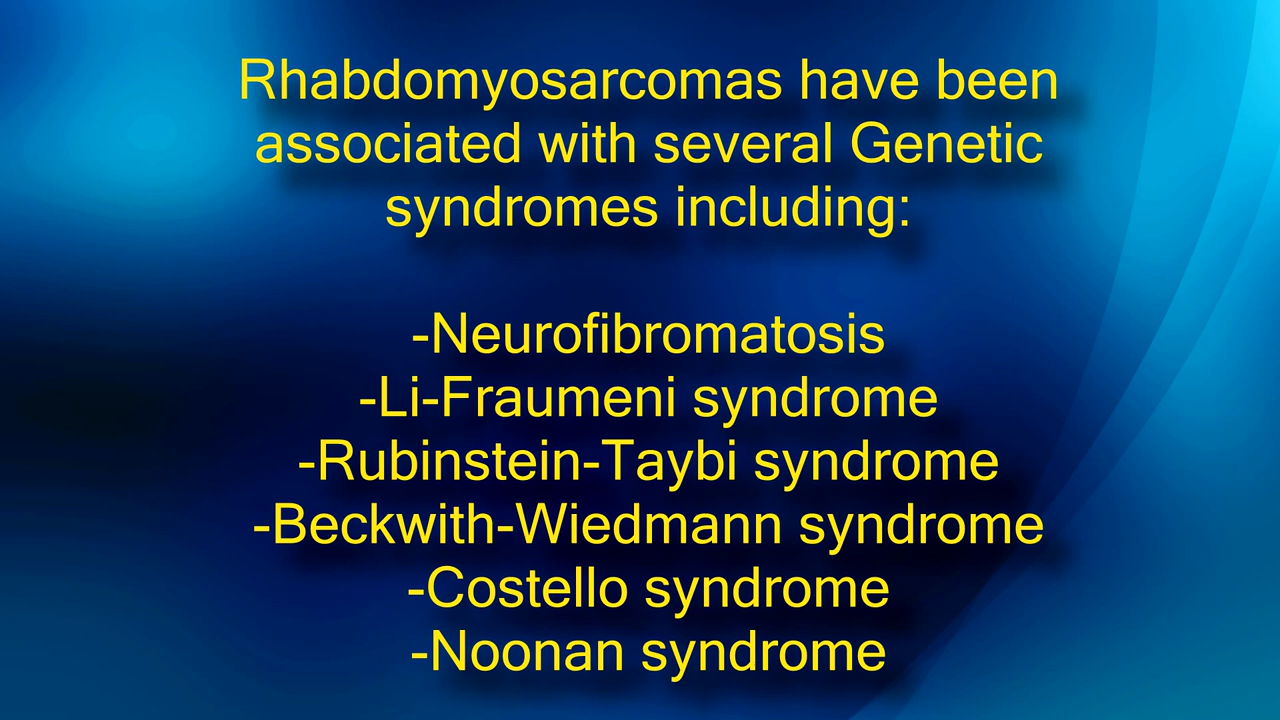 Rhabdomyosarcomas have been
associated with several Genetic
syndromes including:
-Neurofibromatosis
-Li-Fraumeni syndrome
-Rubinstein-Taybi syndrome
-Beckwith-Wiedmann syndrome
-Costello syndrome
-Noonan syndrome